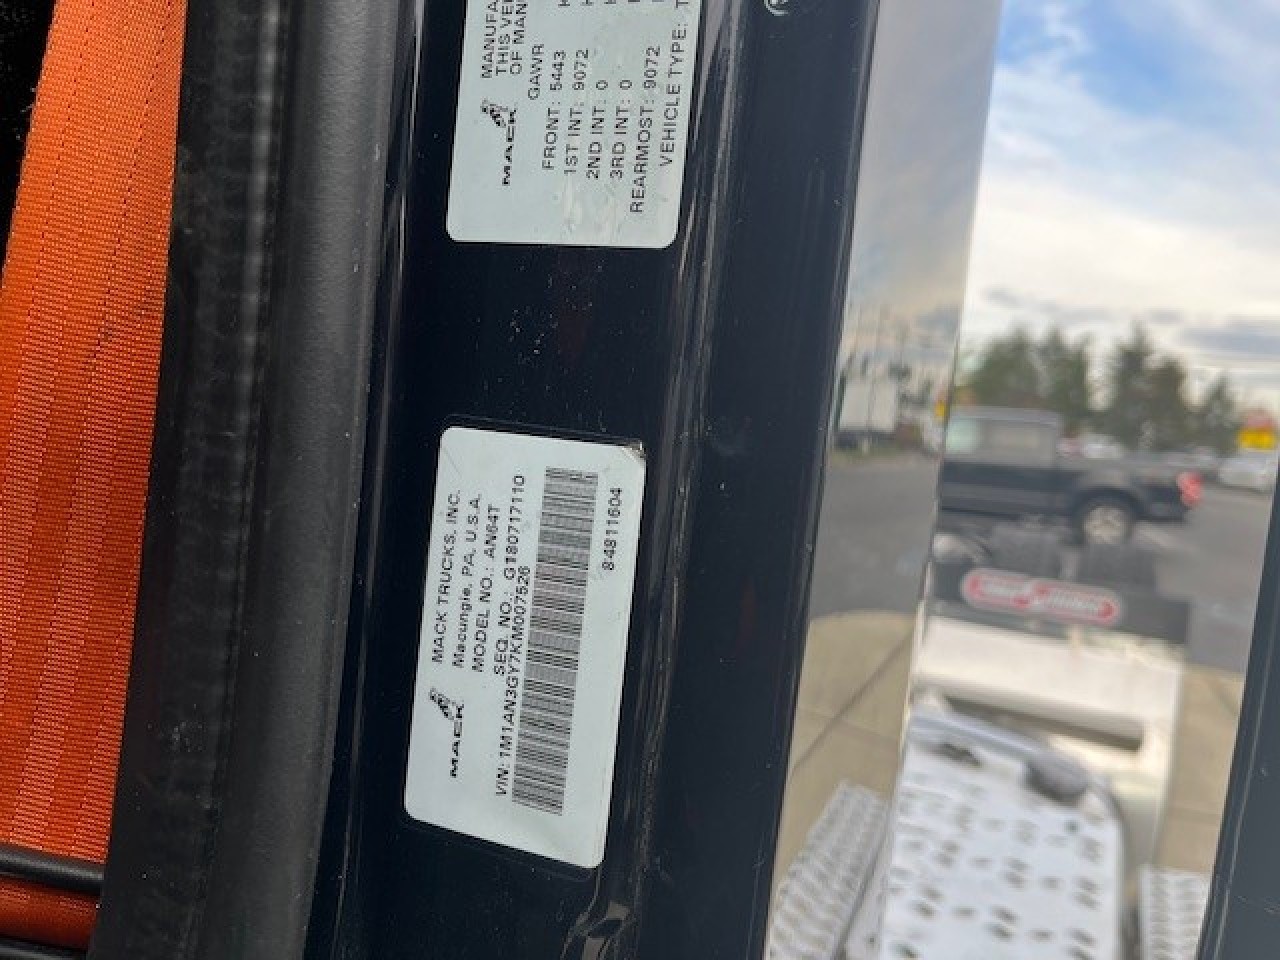 MANUFA
THIS VE
OF MAN
MACK
GAWR
FRONT: 5443
1ST INT: 9072
2ND INT: 0
3RD INT: 0
REARMOST: 9072
VEHICLE TYPE: T
MACK
MACK TRUCKS, INC.
Macungie, PA, U.S.A.
MODEL NO.: AN64T
SEQ. NO.: G180717110
VIN: 1M1AN3GY7KM007526
84811604